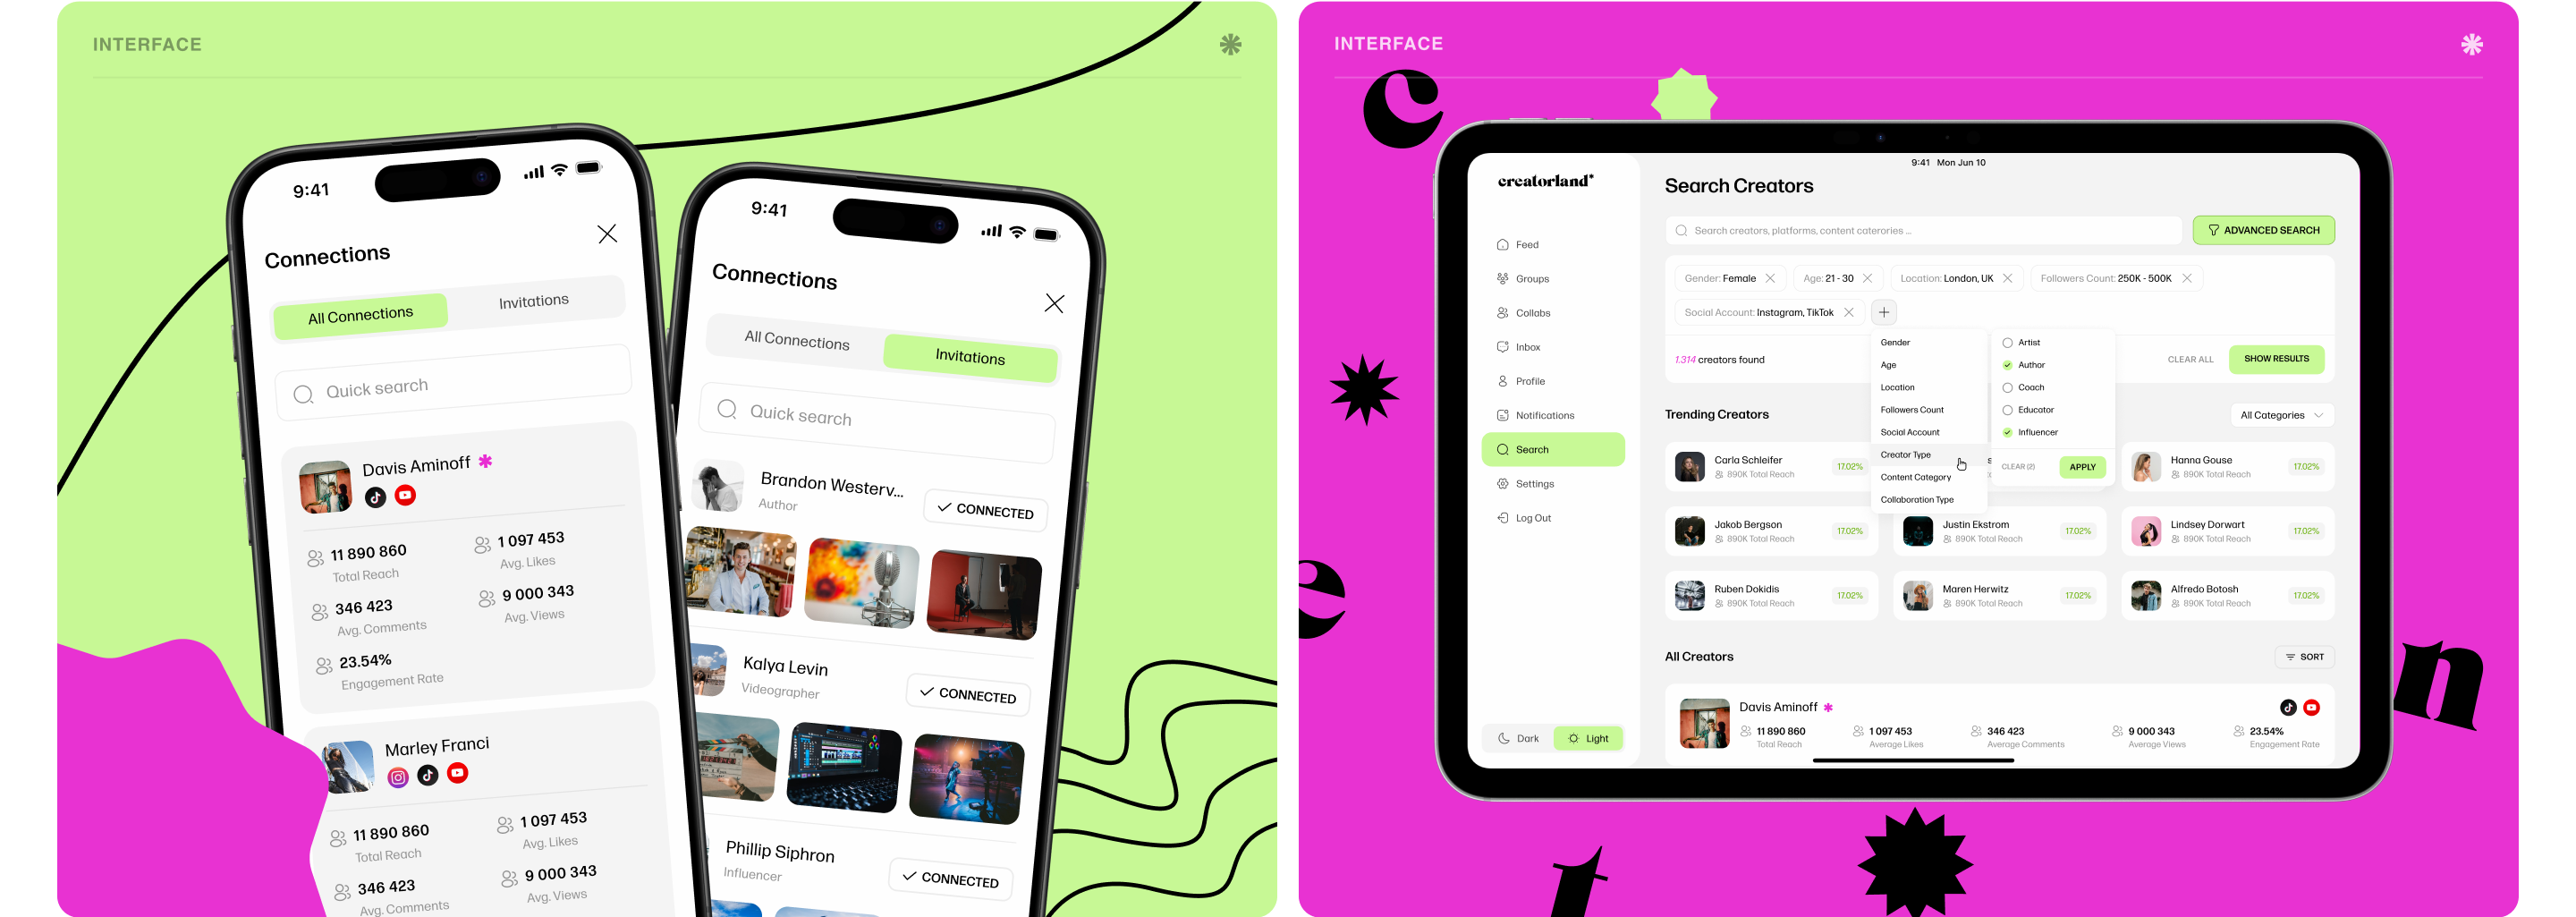 INTERFACE
9:41
Connections
All Connections
Invitations
Quick search
Davis Aminoff
11 890 860
Total Reach
1 097 453
Avg. Likes
346 423
Avg. Comments
9 000 343
Avg. Views
23.54%
Engagement Rate
Marley Franci
11 890 860
Total Reach
1 097 453
Avg. Likes
346 423
Avg. Comments
9 000 343
Avg. Views
9:41
Connections
All Connections
Invitations
Quick search
Brandon Westerv...
Author
CONNECTED
Kalya Levin
Videographer
CONNECTED
Phillip Siphron
Influencer
CONNECTED
INTERFACE
c
e
n
t
9:41 Mon Jun 10
creatorland*
Feed
Groups
Collabs
Inbox
Profile
Notifications
Search
Settings
Log Out
Dark
Light
Search Creators
Search creators, platforms, content caterories ...
ADVANCED SEARCH
Gender: Female
Age: 21 - 30
Location: London, UK
Followers Count: 250K - 500K
Social Account: Instagram, TikTok
1.314 creators found
CLEAR ALL
SHOW RESULTS
Gender
Age
Location
Followers Count
Social Account
Creator Type
Content Category
Collaboration Type
Artist
Author
Coach
Educator
Influencer
CLEAR (2)
APPLY
Trending Creators
All Categories
Carla Schleifer
890K Total Reach
17.02%
Hanna Gouse
890K Total Reach
17.02%
Jakob Bergson
890K Total Reach
17.02%
Justin Ekstrom
890K Total Reach
17.02%
Lindsey Dorwart
890K Total Reach
17.02%
Ruben Dokidis
890K Total Reach
17.02%
Maren Herwitz
890K Total Reach
17.02%
Alfredo Botosh
890K Total Reach
17.02%
All Creators
SORT
Davis Aminoff
11 890 860
Total Reach
1 097 453
Average Likes
346 423
Average Comments
9 000 343
Average Views
23.54%
Engagement Rate